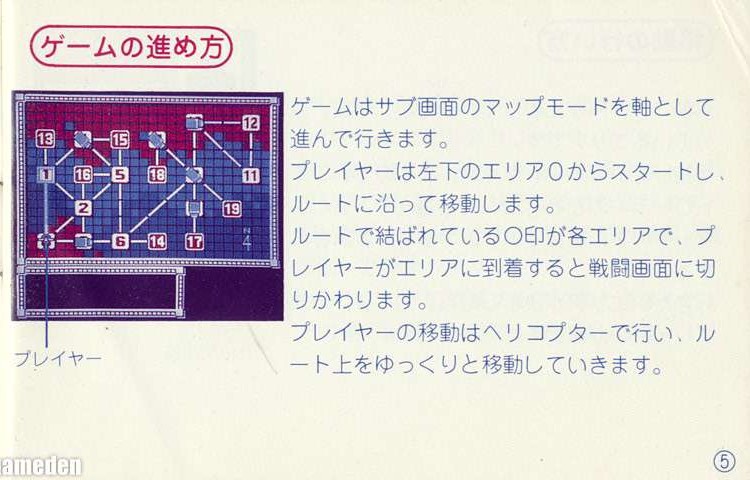 ゲームの進め方
13
15
12
1
16
5
18
11
2
19
6
14
17
N
4
プレイヤー
ゲームはサブ画面のマップモードを軸として
進んで行きます。
プレイヤーは左下のエリア0からスタートし、
ルートに沿って移動します。
ルートで結ばれている○印が各エリアで、プ
レイヤーがエリアに到着すると戦闘画面に切
りかわります。
プレイヤーの移動はヘリコプターで行い、ル
ート上をゆっくりと移動していきます。
⑤
ameden